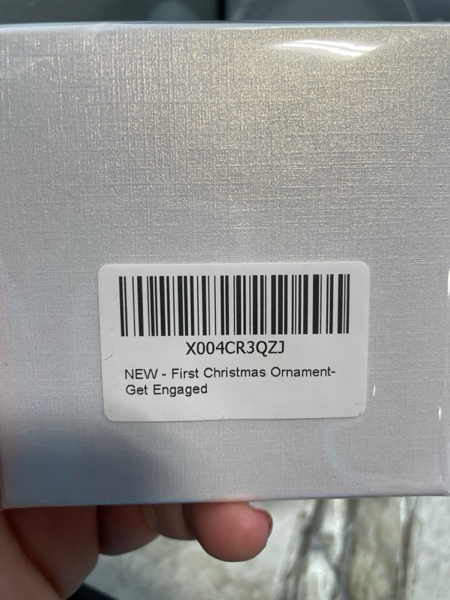 X004CR3QZJ
NEW - First Christmas Ornament-
Get Engaged